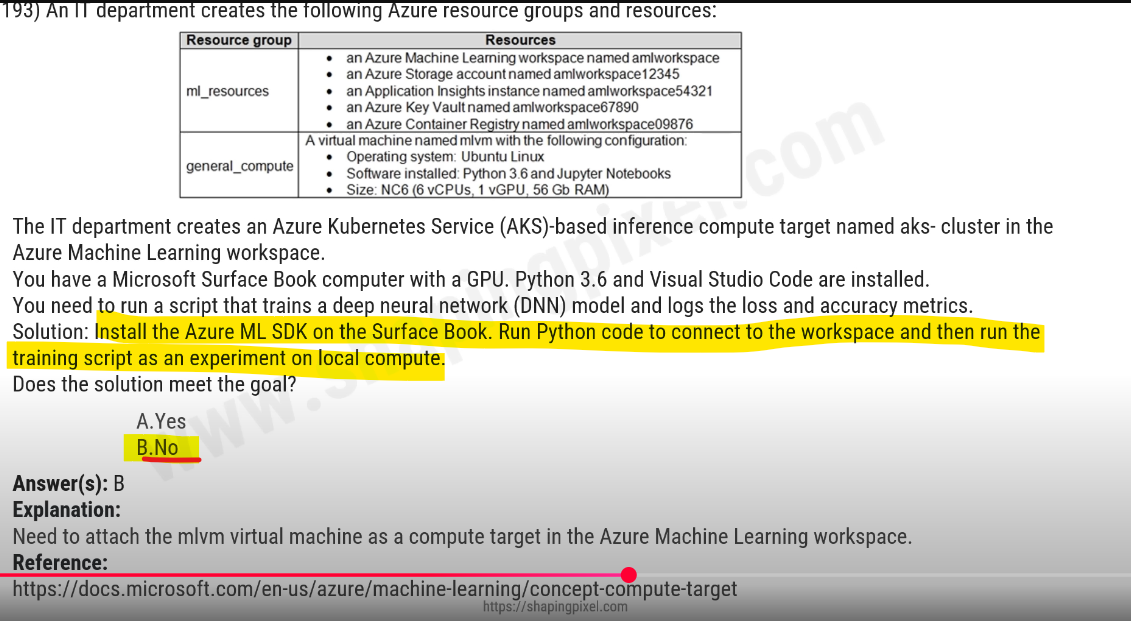 193) An IT department creates the following Azure resource groups and resources:
Resource group Resources
ml_resources
• an Azure Machine Learning workspace named amlworkspace
• an Azure Storage account named amlworkspace12345
• an Application Insights instance named amlworkspace54321
• an Azure Key Vault named amlworkspace67890
• an Azure Container Registry named amlworkspace09876
general_compute
A virtual machine named mlvm with the following configuration:
• Operating system: Ubuntu Linux
• Software installed: Python 3.6 and Jupyter Notebooks
• Size: NC6 (6 vCPUs, 1 vGPU, 56 Gb RAM)
The IT department creates an Azure Kubernetes Service (AKS)-based inference compute target named aks- cluster in the
Azure Machine Learning workspace.
You have a Microsoft Surface Book computer with a GPU. Python 3.6 and Visual Studio Code are installed.
You need to run a script that trains a deep neural network (DNN) model and logs the loss and accuracy metrics.
Solution: Install the Azure ML SDK on the Surface Book. Run Python code to connect to the workspace and then run the
training script as an experiment on local compute.
Does the solution meet the goal?
A.Yes
B.No
Answer(s): B
Explanation:
Need to attach the mlvm virtual machine as a compute target in the Azure Machine Learning workspace.
Reference:
https://docs.microsoft.com/en-us/azure/machine-learning/concept-compute-target
https://shapingpixel.com
www.shapingpixel.com